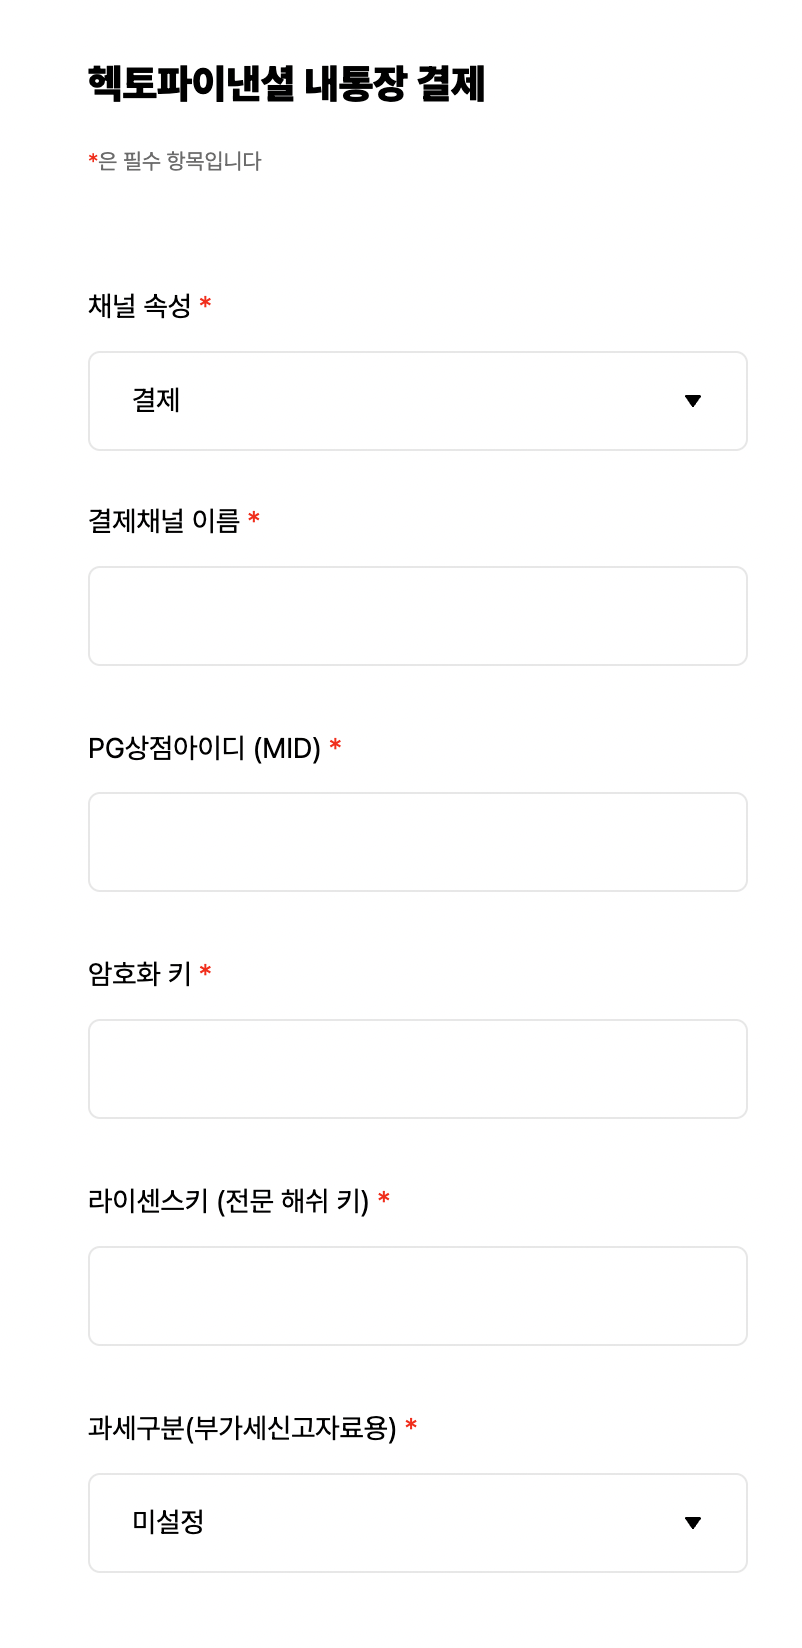 헥토파이낸셜 내통장 결제
*은 필수 항목입니다
채널 속성 *
결제
결제채널 이름 *
PG상점아이디 (MID) *
암호화 키 *
라이센스키 (전문 해쉬 키) *
과세구분(부가세신고자료용) *
미설정